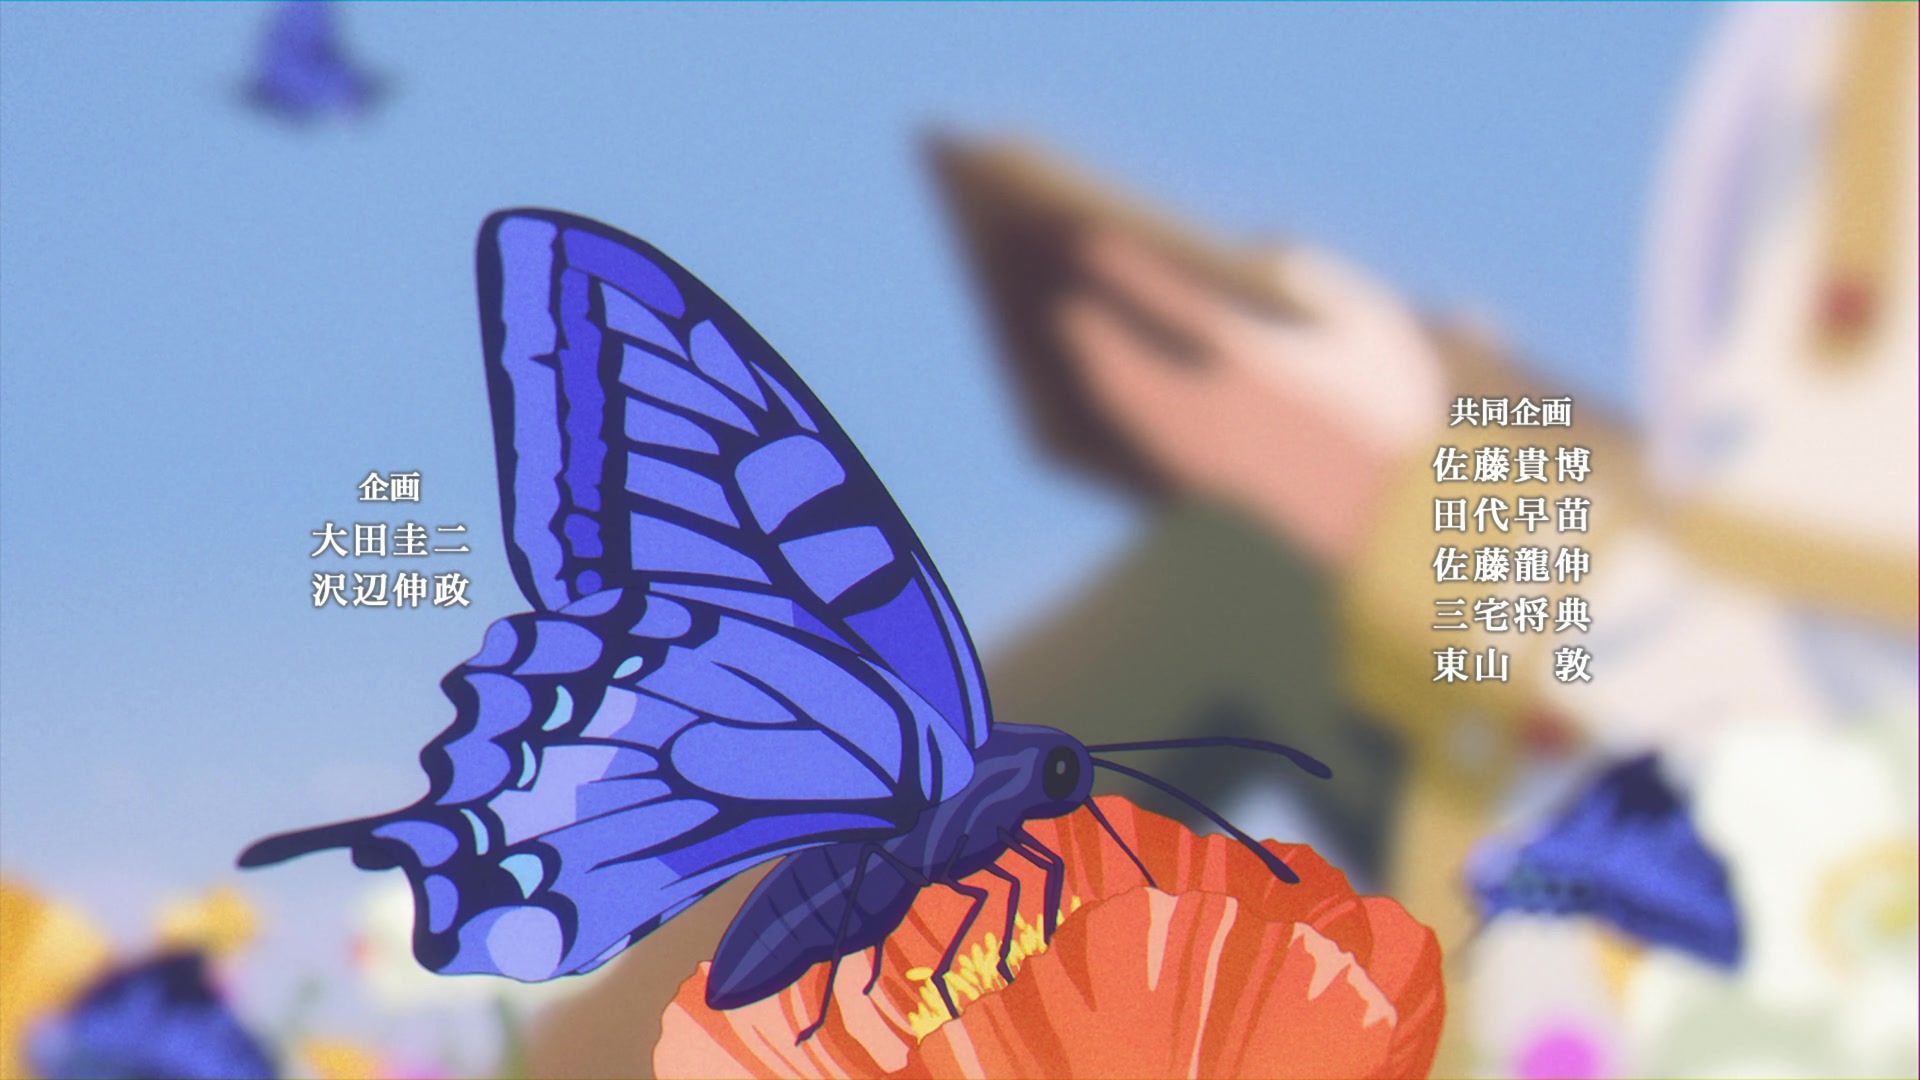 企画
大田圭二
沢辺伸政
共同企画
佐藤貴博
田代早苗
佐藤龍伸
三宅将典
東山　敦